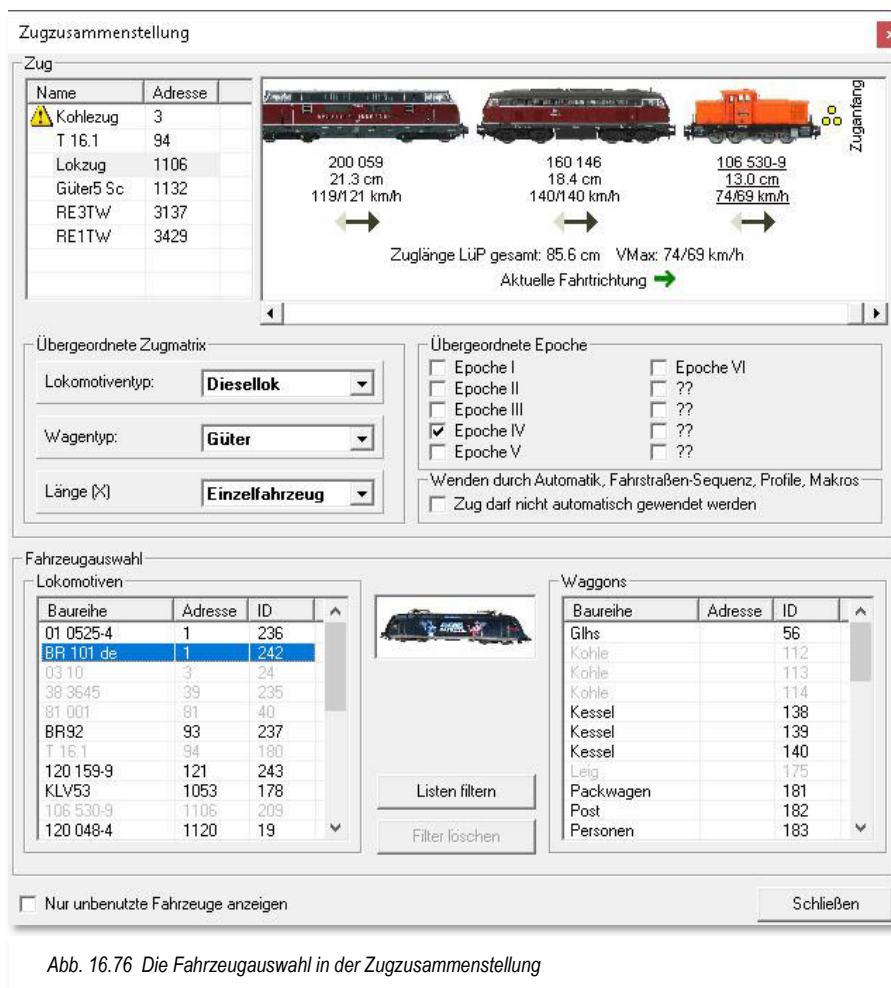 Zugzusammenstellung
Zug
Name Adresse
Kohlezug 3
T 16.1 94
Lokzug 1106
Güter5 Sc 1132
RE3TW 3137
RE1TW 3429
Zuganfang
200 059 160 146 106 530-9
21.3 cm 18.4 cm 13.0 cm
119/121 km/h 140/140 km/h 74/69 km/h
Zuglänge LüP gesamt: 85.6 cm VMax: 74/69 km/h
Aktuelle Fahrtrichtung
Übergeordnete Zugmatrix
Lokomotiventyp: Diesellok
Wagentyp: Güter
Länge (X) Einzelfahrzeug
Übergeordnete Epoche
Epoche I Epoche VI
Epoche II ??
Epoche III ??
Epoche IV ??
Epoche V ??
Wenden durch Automatik, Fahrstraßen-Sequenz, Profile, Makros
Zug darf nicht automatisch gewendet werden
Fahrzeugauswahl
Lokomotiven
Baureihe Adresse ID
01 0525-4 1 236
BR 101 de 1 242
03 10 3 24
38 3645 39 235
81 001 81 40
BR92 93 237
T 16.1 94 180
120 159-9 121 243
KLV53 1053 178
106 530-9 1106 209
120 048-4 1120 19
Listen filtern
Filter löschen
Waggons
Baureihe Adresse ID
Glhs 56
Kohle 112
Kohle 113
Kohle 114
Kessel 138
Kessel 139
Kessel 140
Leig 175
Packwagen 181
Post 182
Personen 183
Nur unbenutzte Fahrzeuge anzeigen
Schließen
Abb. 16.76 Die Fahrzeugauswahl in der Zugzusammenstellung